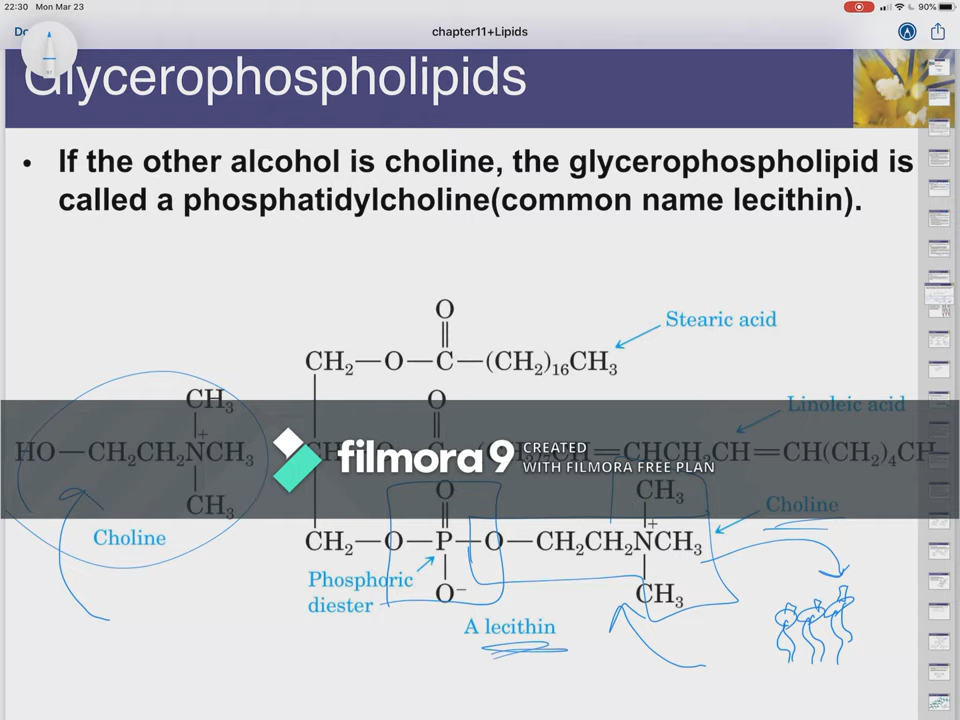 22:30 Mon Mar 23
90%
chapter11+Lipids
Glycerophospholipids
• If the other alcohol is choline, the glycerophospholipid is
called a phosphatidylcholine(common name lecithin).
O
Stearic acid
CH₂—O—C—(CH₂)₁₆CH₃
CH₃ O
Linoleic acid
+
HO—CH₂CH₂NCH₃
CHCH₂CH=CH(CH₂)₄CH
filmora 9 CREATED
WITH FILMORA FREE PLAN
CH₃ O CH₃
Choline
Choline
+
CH₂—O—P—O—CH₂CH₂NCH₃
Phosphoric
diester
O⁻ CH₃
A lecithin